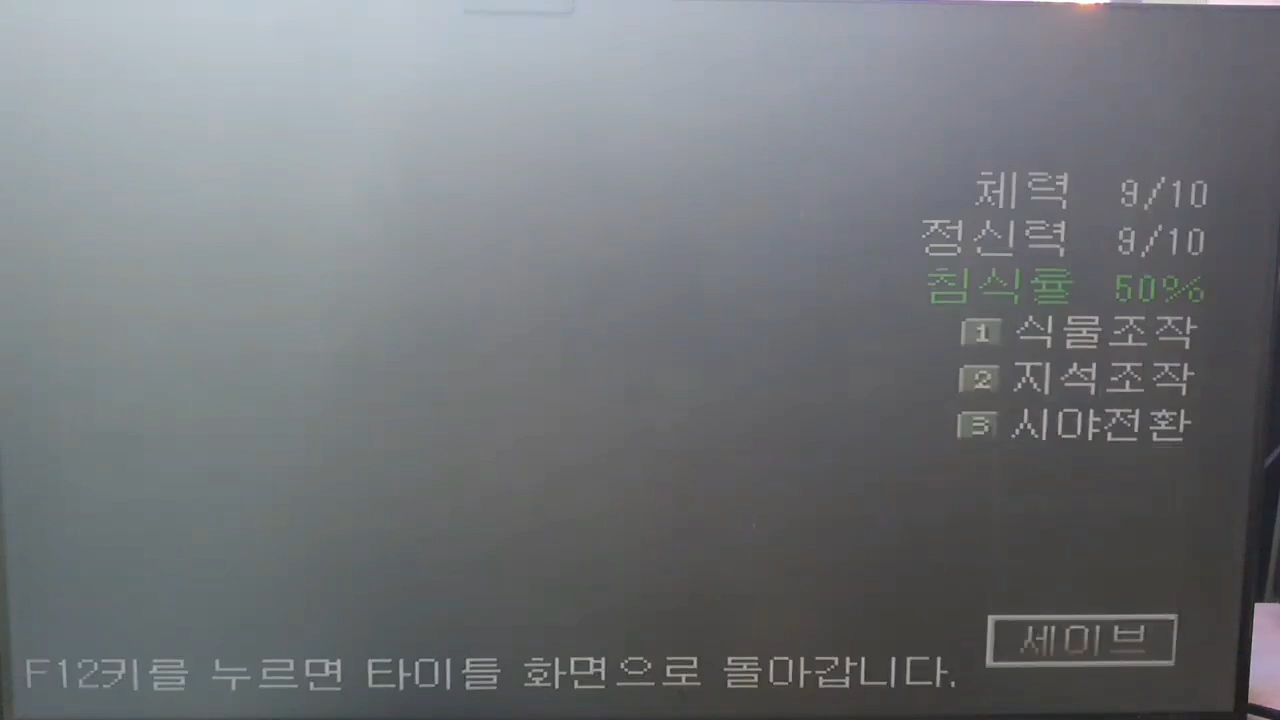 체력 9/10
정신력 9/10
침식률 50%
1 식물조작
2 지석조작
3 시야전환
세이브
F12키를 누르면 타이틀 화면으로 돌아갑니다.